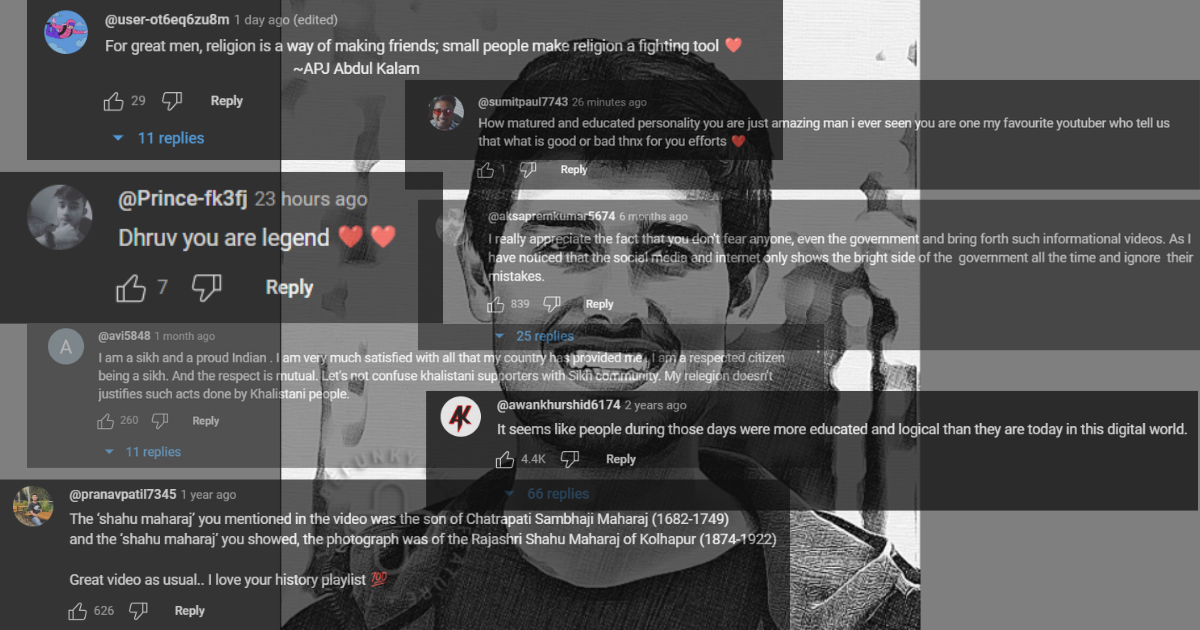 @user-ot6eq6zu8m 1 day ago (edited)
For great men, religion is a way of making friends; small people make religion a fighting tool ❤️
~APJ Abdul Kalam
29 Reply
11 replies
@sumitpaul7743 26 minutes ago
How matured and educated personality you are just amazing man i ever seen you are one my favourite youtuber who tell us
that what is good or bad thnx for you efforts ❤️
1 Reply
@Prince-fk3fj 23 hours ago
Dhruv you are legend ❤️ ❤️
7 Reply
@aksapremkumar5674 6 months ago
I really appreciate the fact that you don't fear anyone, even the government and bring forth such informational videos. As I
have noticed that the social media and internet only shows the bright side of the government all the time and ignore their
mistakes.
839 Reply
25 replies
A
@avi5848 1 month ago
I am a sikh and a proud Indian . I am very much satisfied with all that my country has provided me . I am a respected citizen
being a sikh. And the respect is mutual. Let's not confuse khalistani supporters with Sikh community. My relegion doesn't
justifies such acts done by Khalistani people.
260 Reply
11 replies
AK
@awankhurshid6174 2 years ago
It seems like people during those days were more educated and logical than they are today in this digital world.
4.4K Reply
66 replies
@pranavpatil7345 1 year ago
The 'shahu maharaj' you mentioned in the video was the son of Chatrapati Sambhaji Maharaj (1682-1749)
and the 'shahu maharaj' you showed, the photograph was of the Rajashri Shahu Maharaj of Kolhapur (1874-1922)
Great video as usual.. I love your history playlist 💯
626 Reply